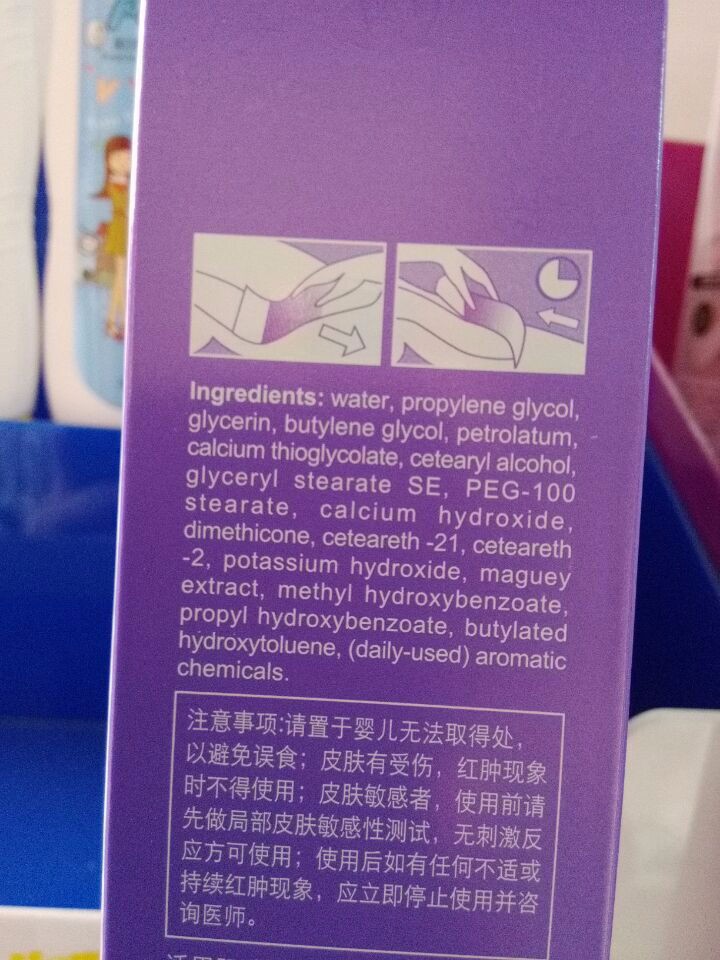 Ingredients: water, propylene glycol,
glycerin, butylene glycol, petrolatum,
calcium thioglycolate, cetearyl alcohol,
glyceryl stearate SE, PEG-100
stearate, calcium hydroxide,
dimethicone, ceteareth -21, ceteareth
-2, potassium hydroxide, maguey
extract, methyl hydroxybenzoate,
propyl hydroxybenzoate, butylated
hydroxytoluene, (daily-used) aromatic
chemicals.
注意事项:请置于婴儿无法取得处，
以避免误食；皮肤有受伤，红肿现象
时不得使用；皮肤敏感者，使用前请
先做局部皮肤敏感性测试，无刺激反
应方可使用；使用后如有任何不适或
持续红肿现象，应立即停止使用并咨
询医师。